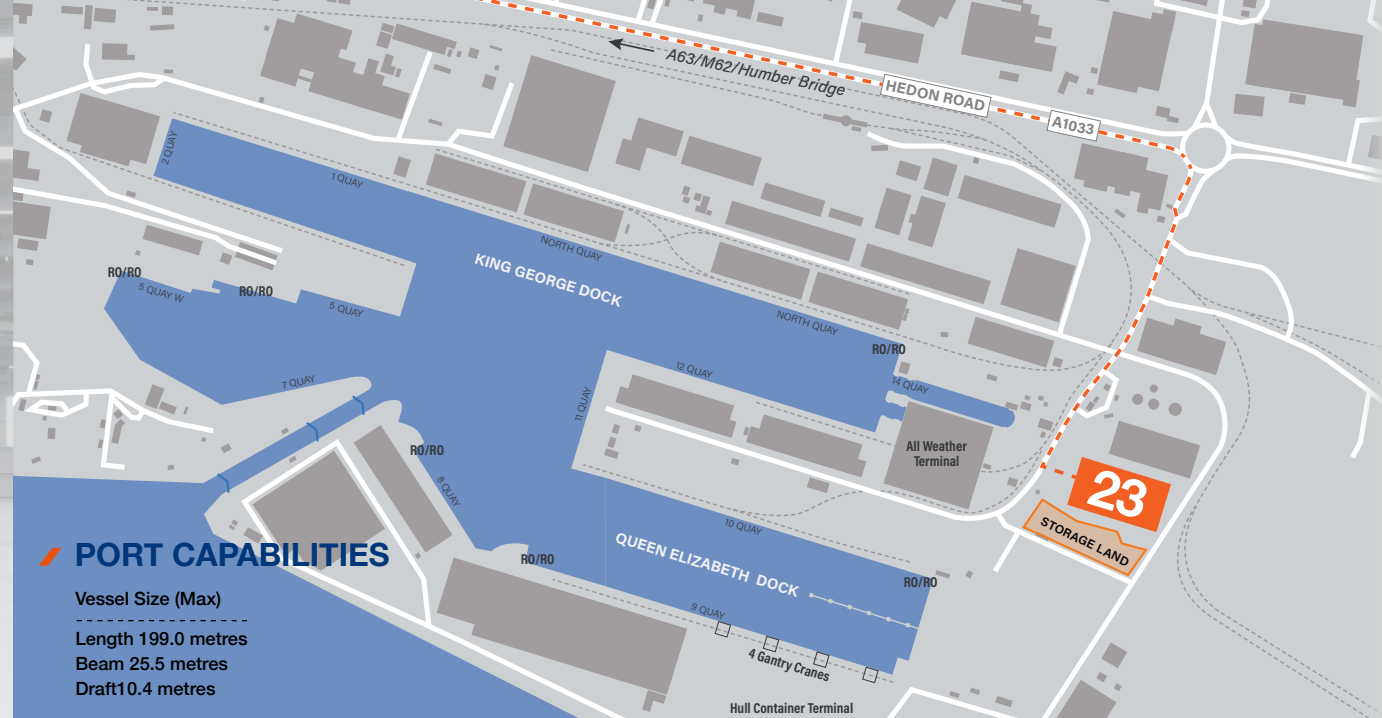 A63/M62/Humber Bridge
HEDON ROAD
A1033
2 QUAY
1 QUAY
NORTH QUAY
KING GEORGE DOCK
NORTH QUAY
RO/RO
RO/RO
5 QUAY W
RO/RO
5 QUAY
7 QUAY
12 QUAY
14 QUAY
11 QUAY
All Weather
Terminal
RO/RO
8 QUAY
23
STORAGE LAND
10 QUAY
QUEEN ELIZABETH DOCK
RO/RO
RO/RO
9 QUAY
4 Gantry Cranes
Hull Container Terminal
PORT CAPABILITIES
Vessel Size (Max)
Length 199.0 metres
Beam 25.5 metres
Draft10.4 metres